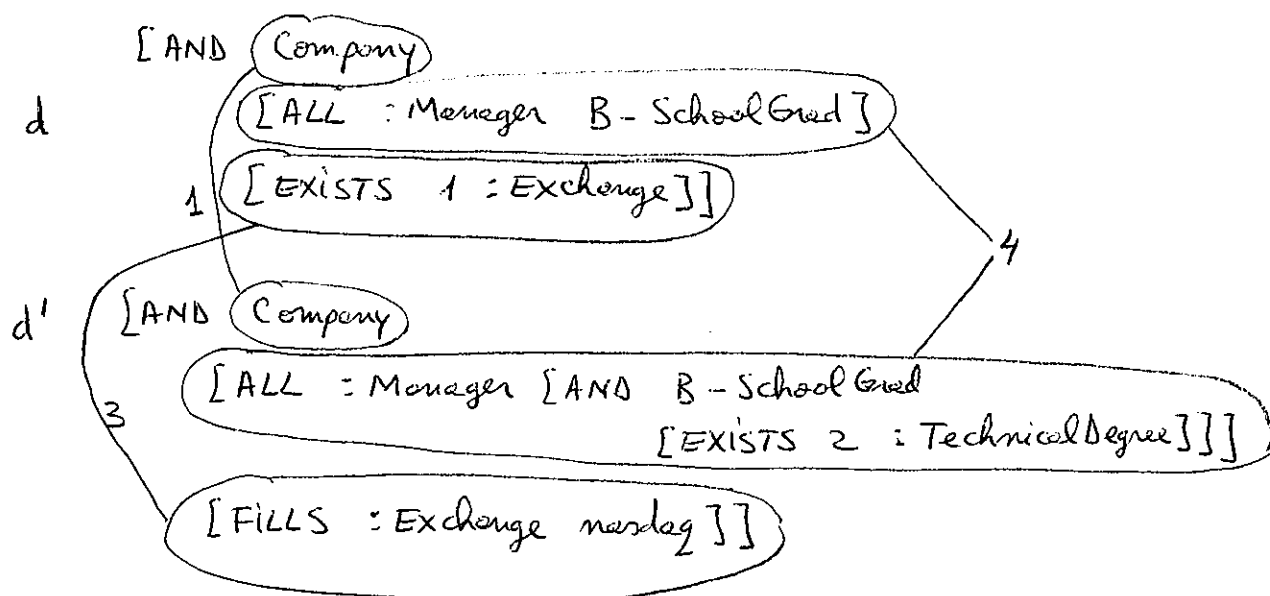 [AND Company
d [ALL :Manager B-SchoolGrad]
1 [EXISTS 1 :Exchange]]
4
d' [AND Company
[ALL :Manager [AND B-SchoolGrad
3 [EXISTS 2 :TechnicalDegree]]]
[FILLS :Exchange nasdaq]]